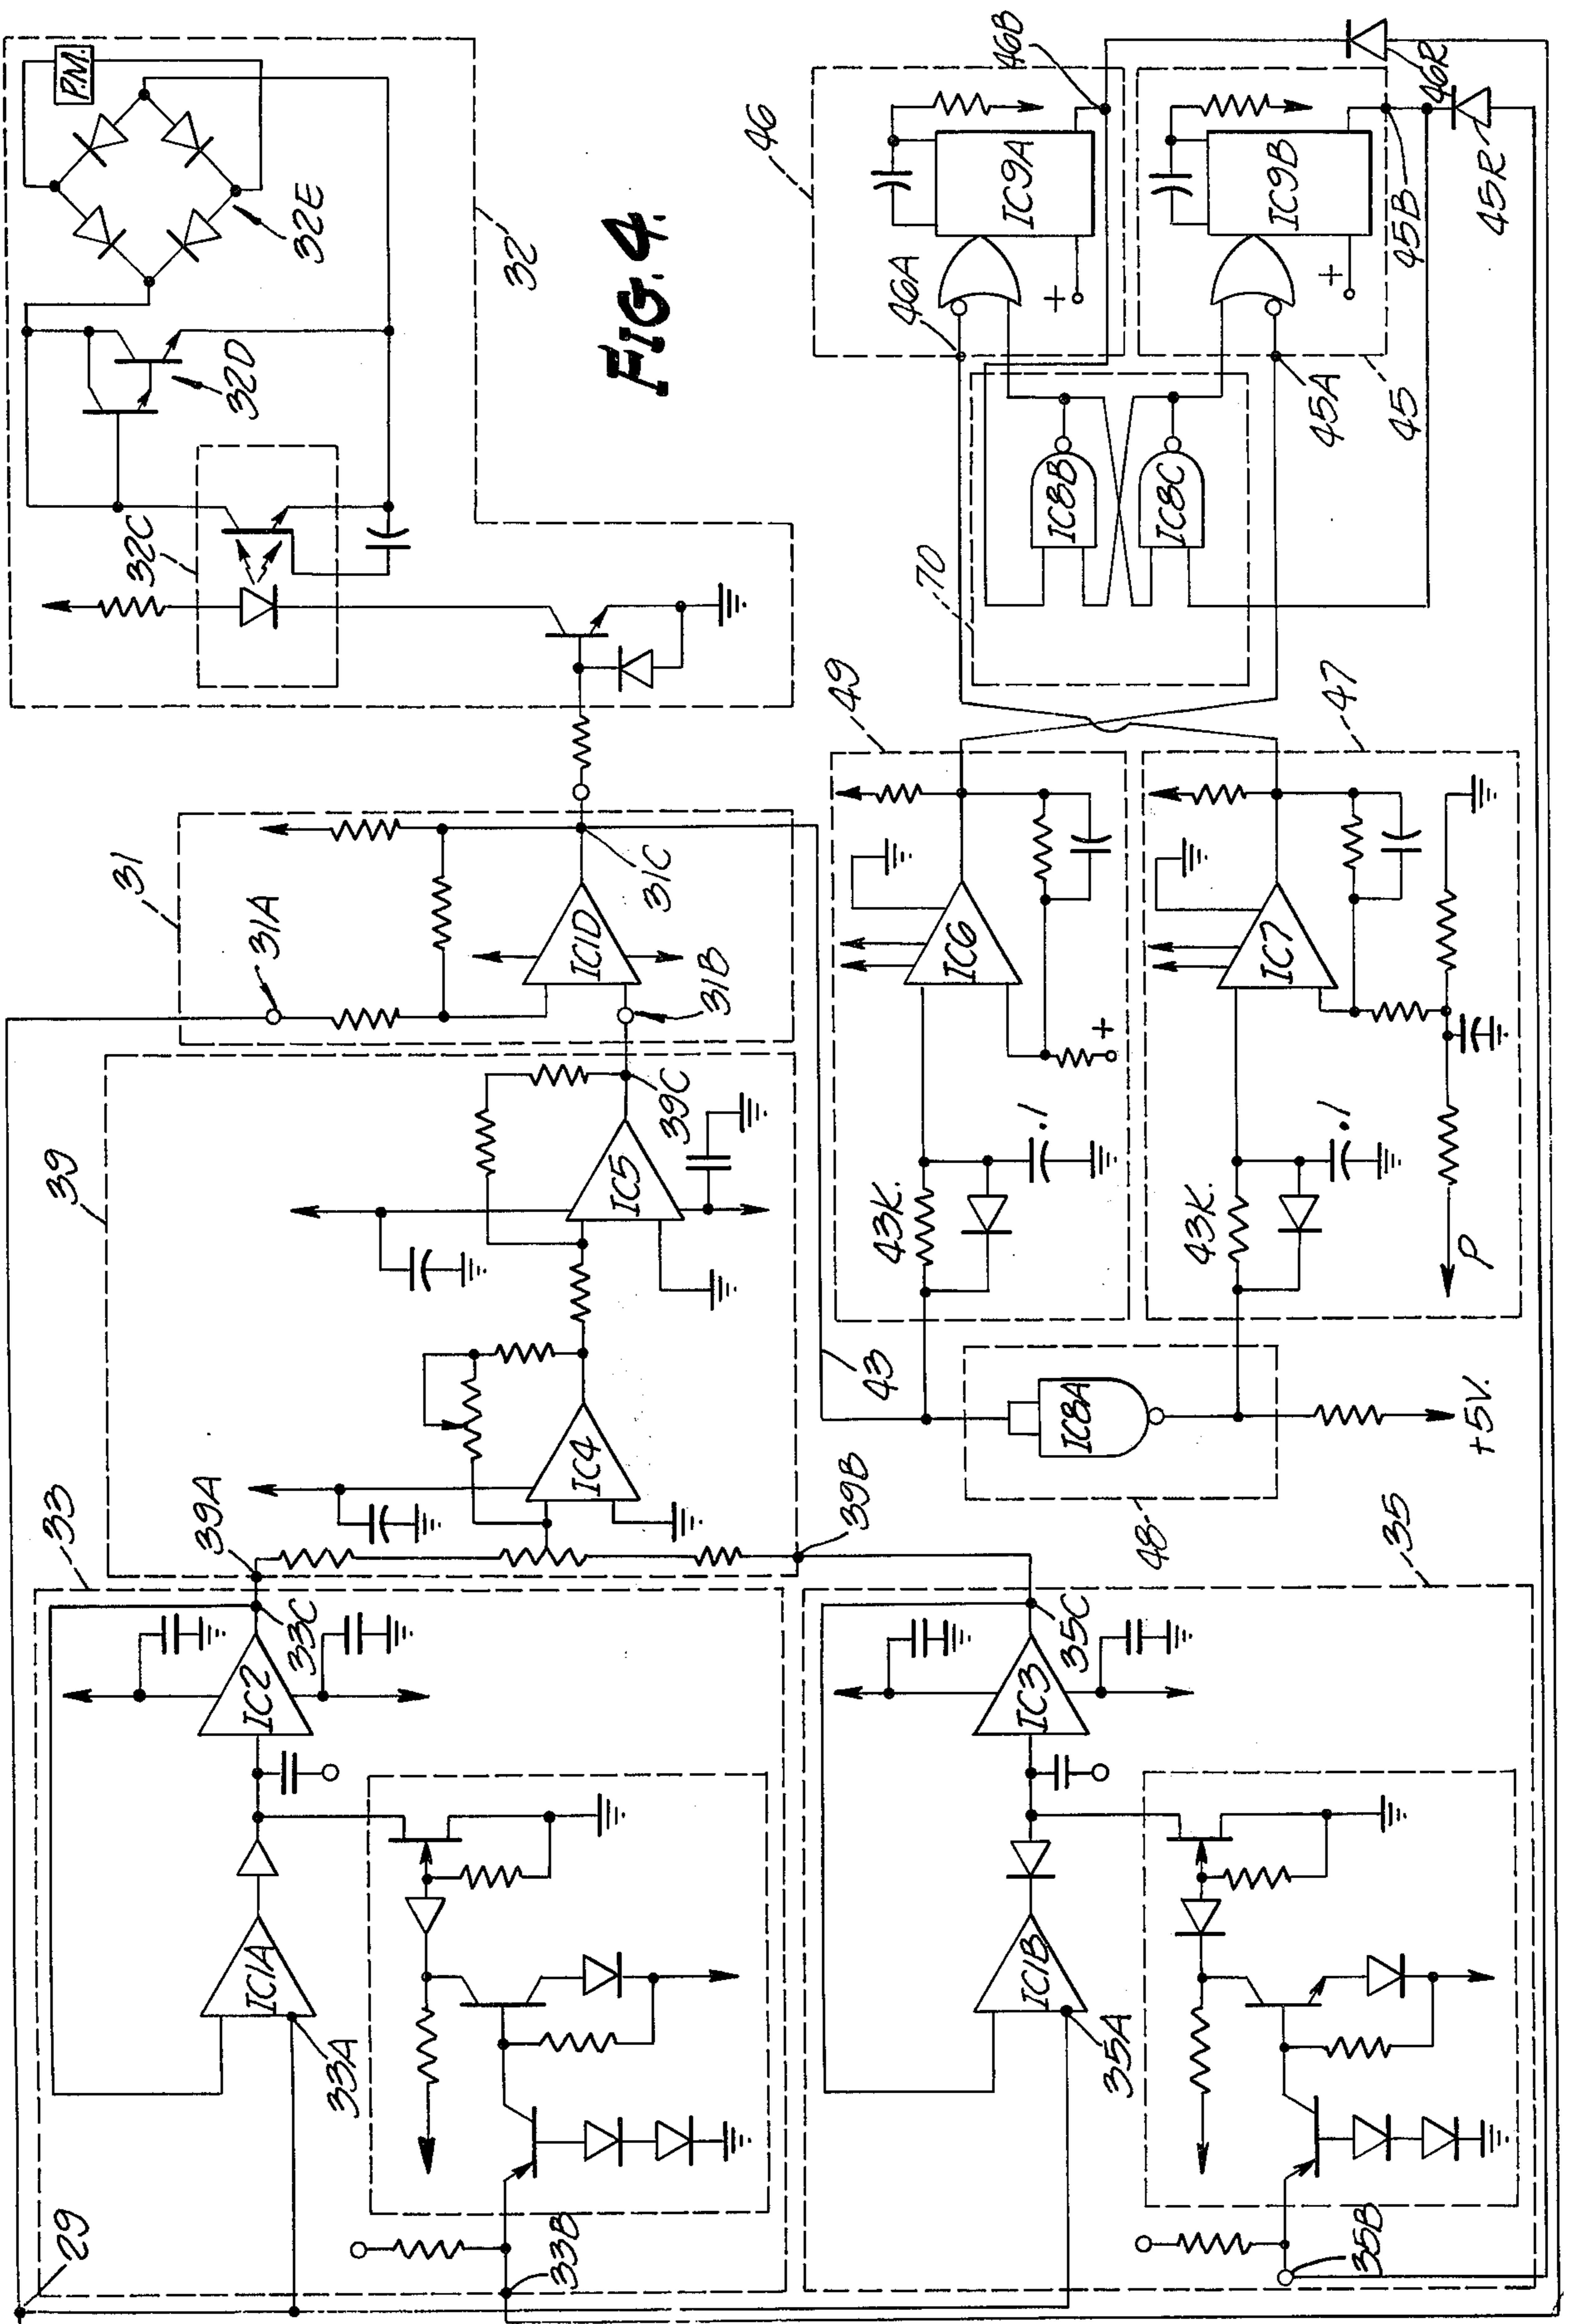 P.M.
32E
32D
32C
32
FIG. 4.
31
31A
31B
31C
IC1D
39
39A
39B
39C
IC4
IC5
33
33A
33B
33C
IC1A
IC2
29
35
35A
35B
35C
IC1B
IC3
43
48
IC8A
+5V.
49
IC6
43K.
.1
+
47
IC7
43K.
.1
P
70
IC8B
IC8C
46
46A
46B
IC9A
+
46R
45
45A
45B
IC9B
+
45R